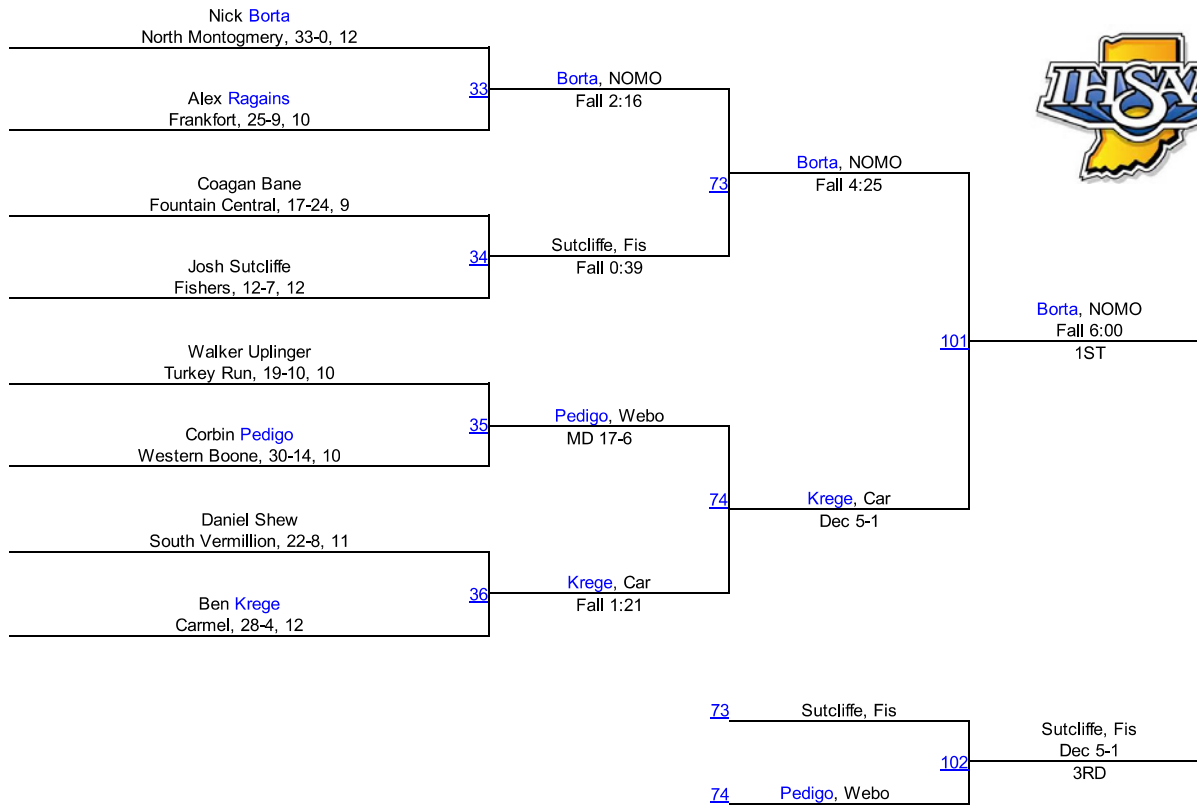 Nick Borta
North Montogmery, 33-0, 12
33
Borta, NOMO
Fall 2:16
Alex Ragains
Frankfort, 25-9, 10
IHSAA
73
Borta, NOMO
Fall 4:25
Coagan Bane
Fountain Central, 17-24, 9
34
Sutcliffe, Fis
Fall 0:39
Josh Sutcliffe
Fishers, 12-7, 12
101
Borta, NOMO
Fall 6:00
1ST
Walker Uplinger
Turkey Run, 19-10, 10
35
Pedigo, Webo
MD 17-6
Corbin Pedigo
Western Boone, 30-14, 10
74
Krege, Car
Dec 5-1
Daniel Shew
South Vermillion, 22-8, 11
36
Krege, Car
Fall 1:21
Ben Krege
Carmel, 28-4, 12
73
Sutcliffe, Fis
102
Sutcliffe, Fis
Dec 5-1
3RD
74
Pedigo, Webo